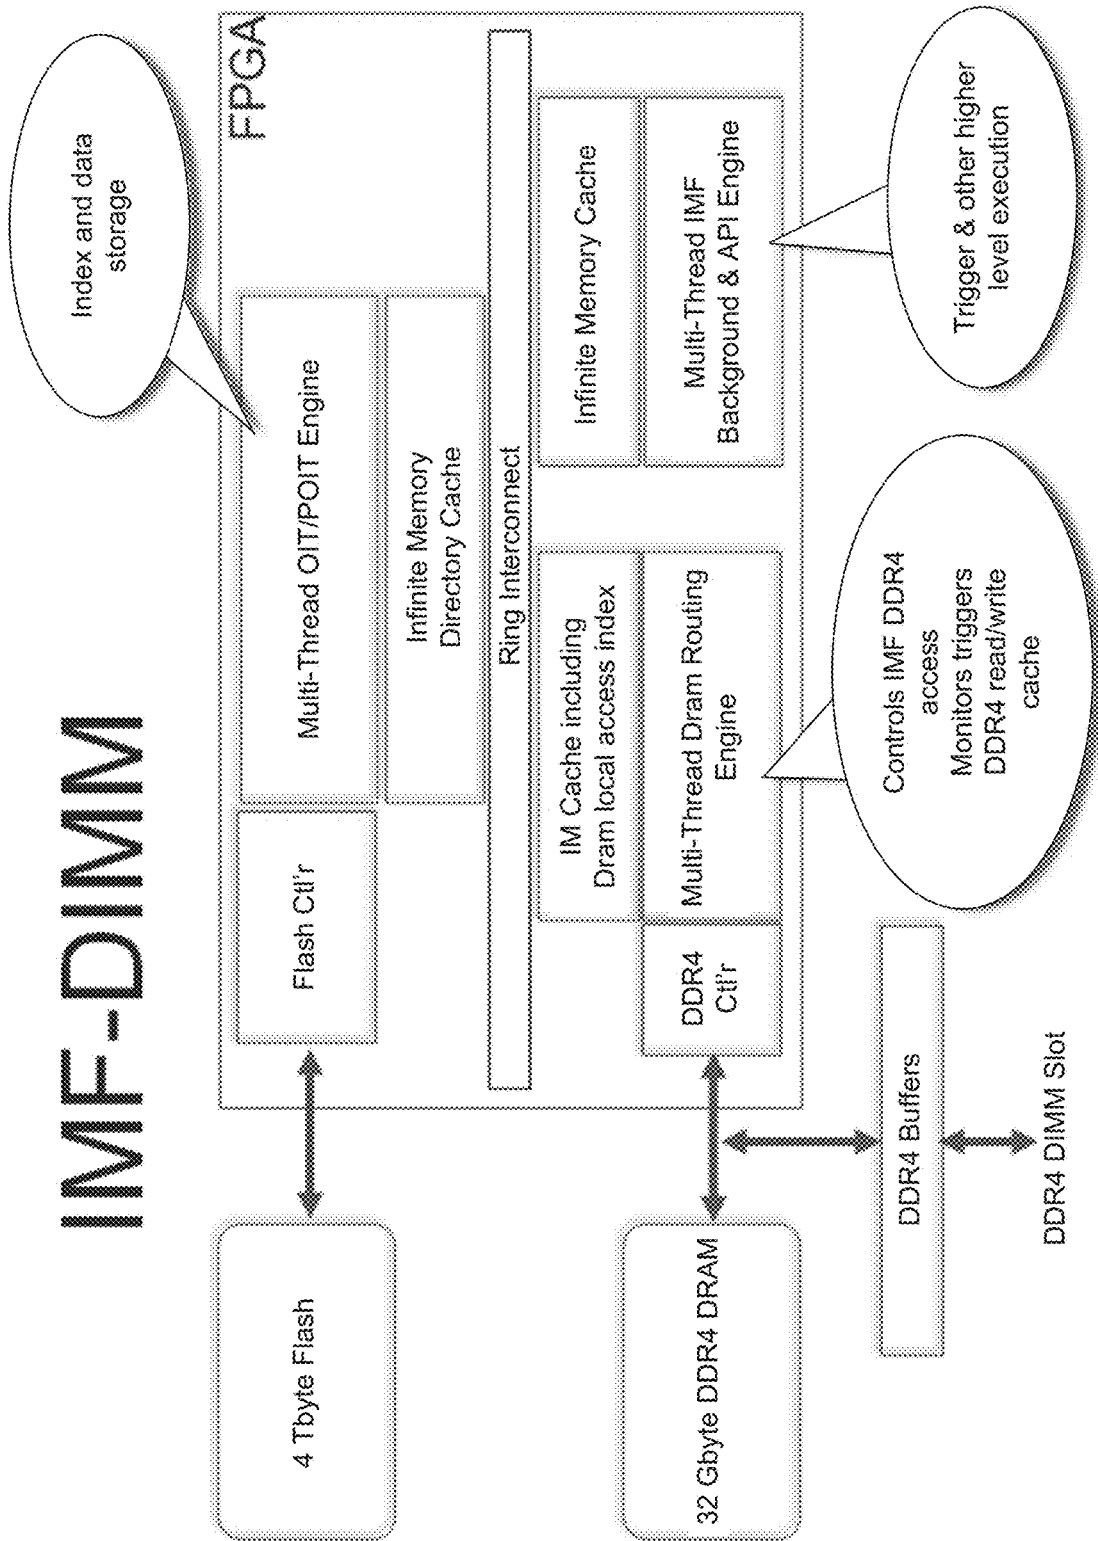 IMF-DIMM
Index and data
storage
FPGA
4 Tbyte Flash
Flash Ctl'r
Multi-Thread OIT/POIT Engine
Infinite Memory
Directory Cache
Ring Interconnect
IM Cache including
Dram local access index
Infinite Memory Cache
32 Gbyte DDR4 DRAM
DDR4
Ctl'r
Multi-Thread Dram Routing
Engine
Multi-Thread IMF
Background & API Engine
DDR4 Buffers
DDR4 DIMM Slot
Controls IMF DDR4
access
Monitors triggers
DDR4 read/write
cache
Trigger & other higher
level execution